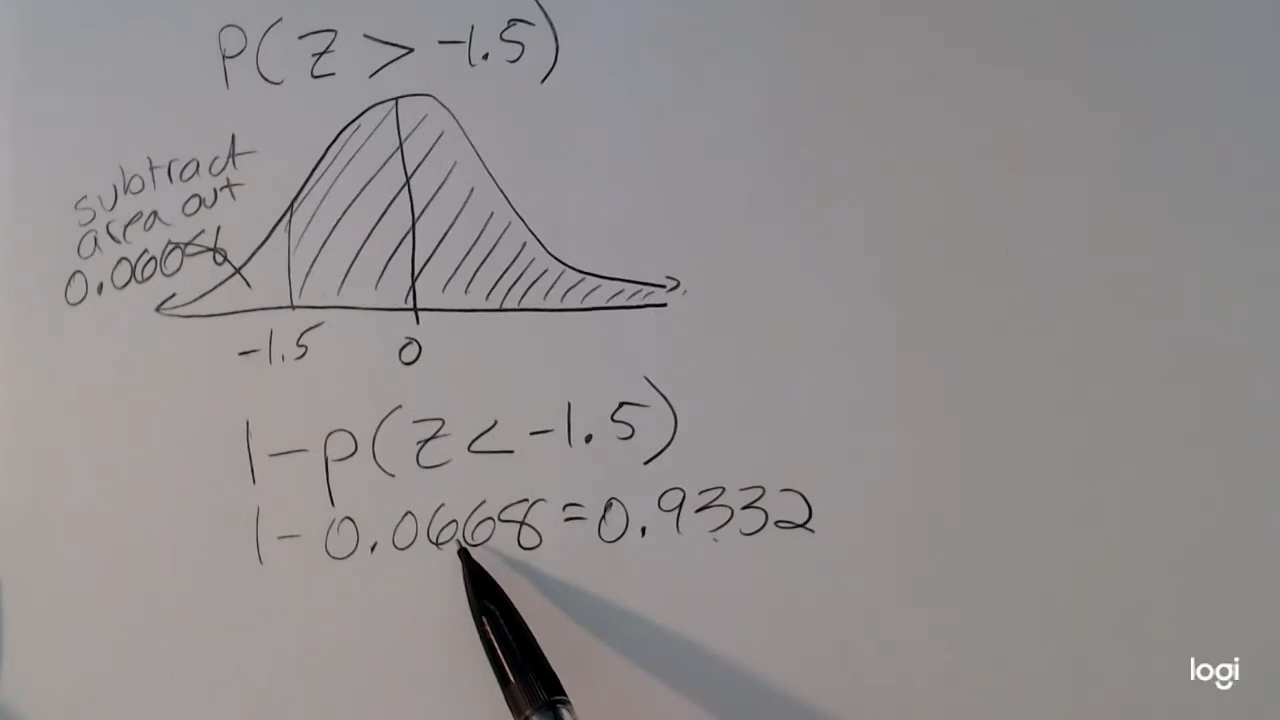 P(Z > -1.5)
subtract
area out
0.0668
-1.5 0
1-p(Z < -1.5)
1-0.0668=0.9332
logi